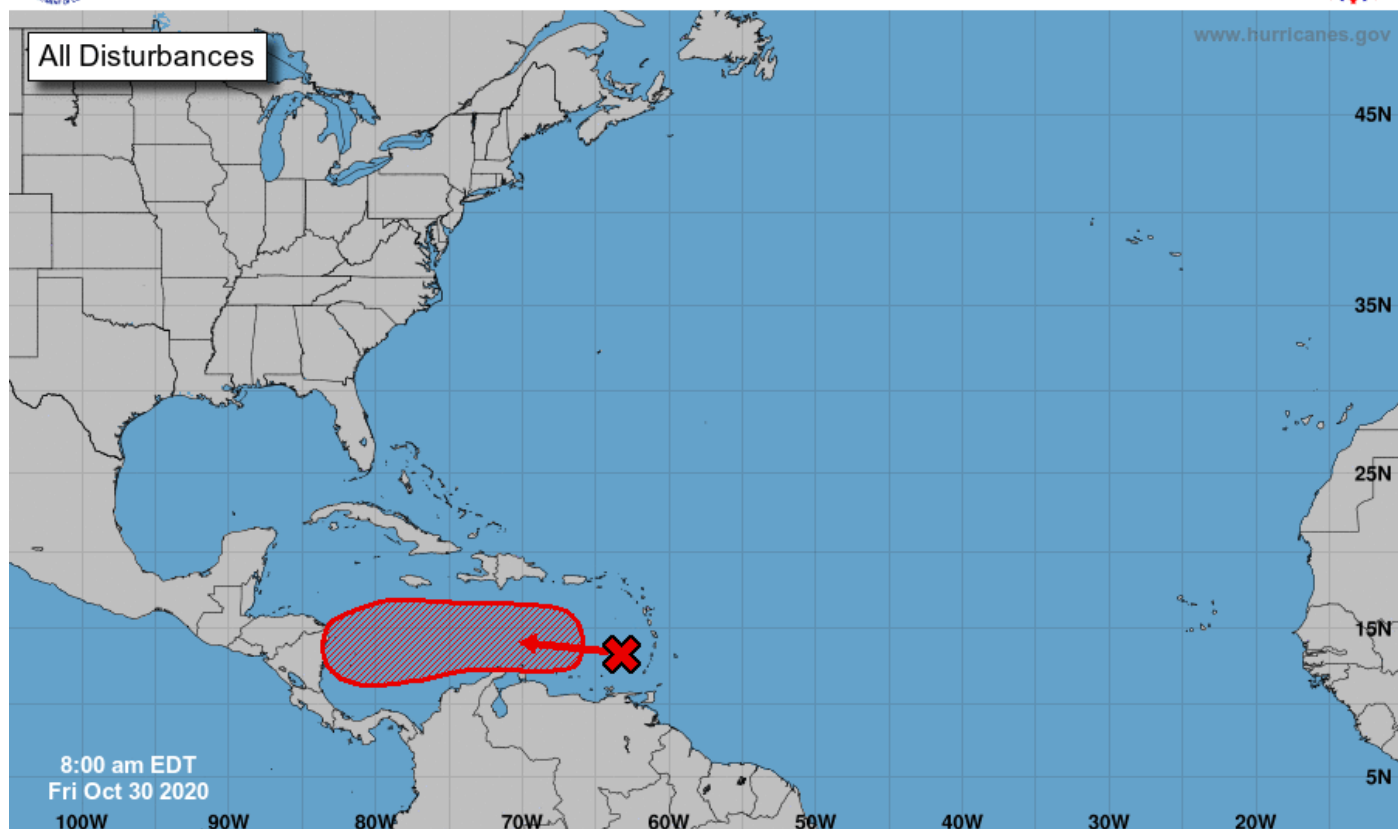 www.hurricanes.gov
All Disturbances
45N
35N
25N
15N
5N
8:00 am EDT
Fri Oct 30 2020
100W 90W 80W 70W 60W 50W 40W 30W 20W